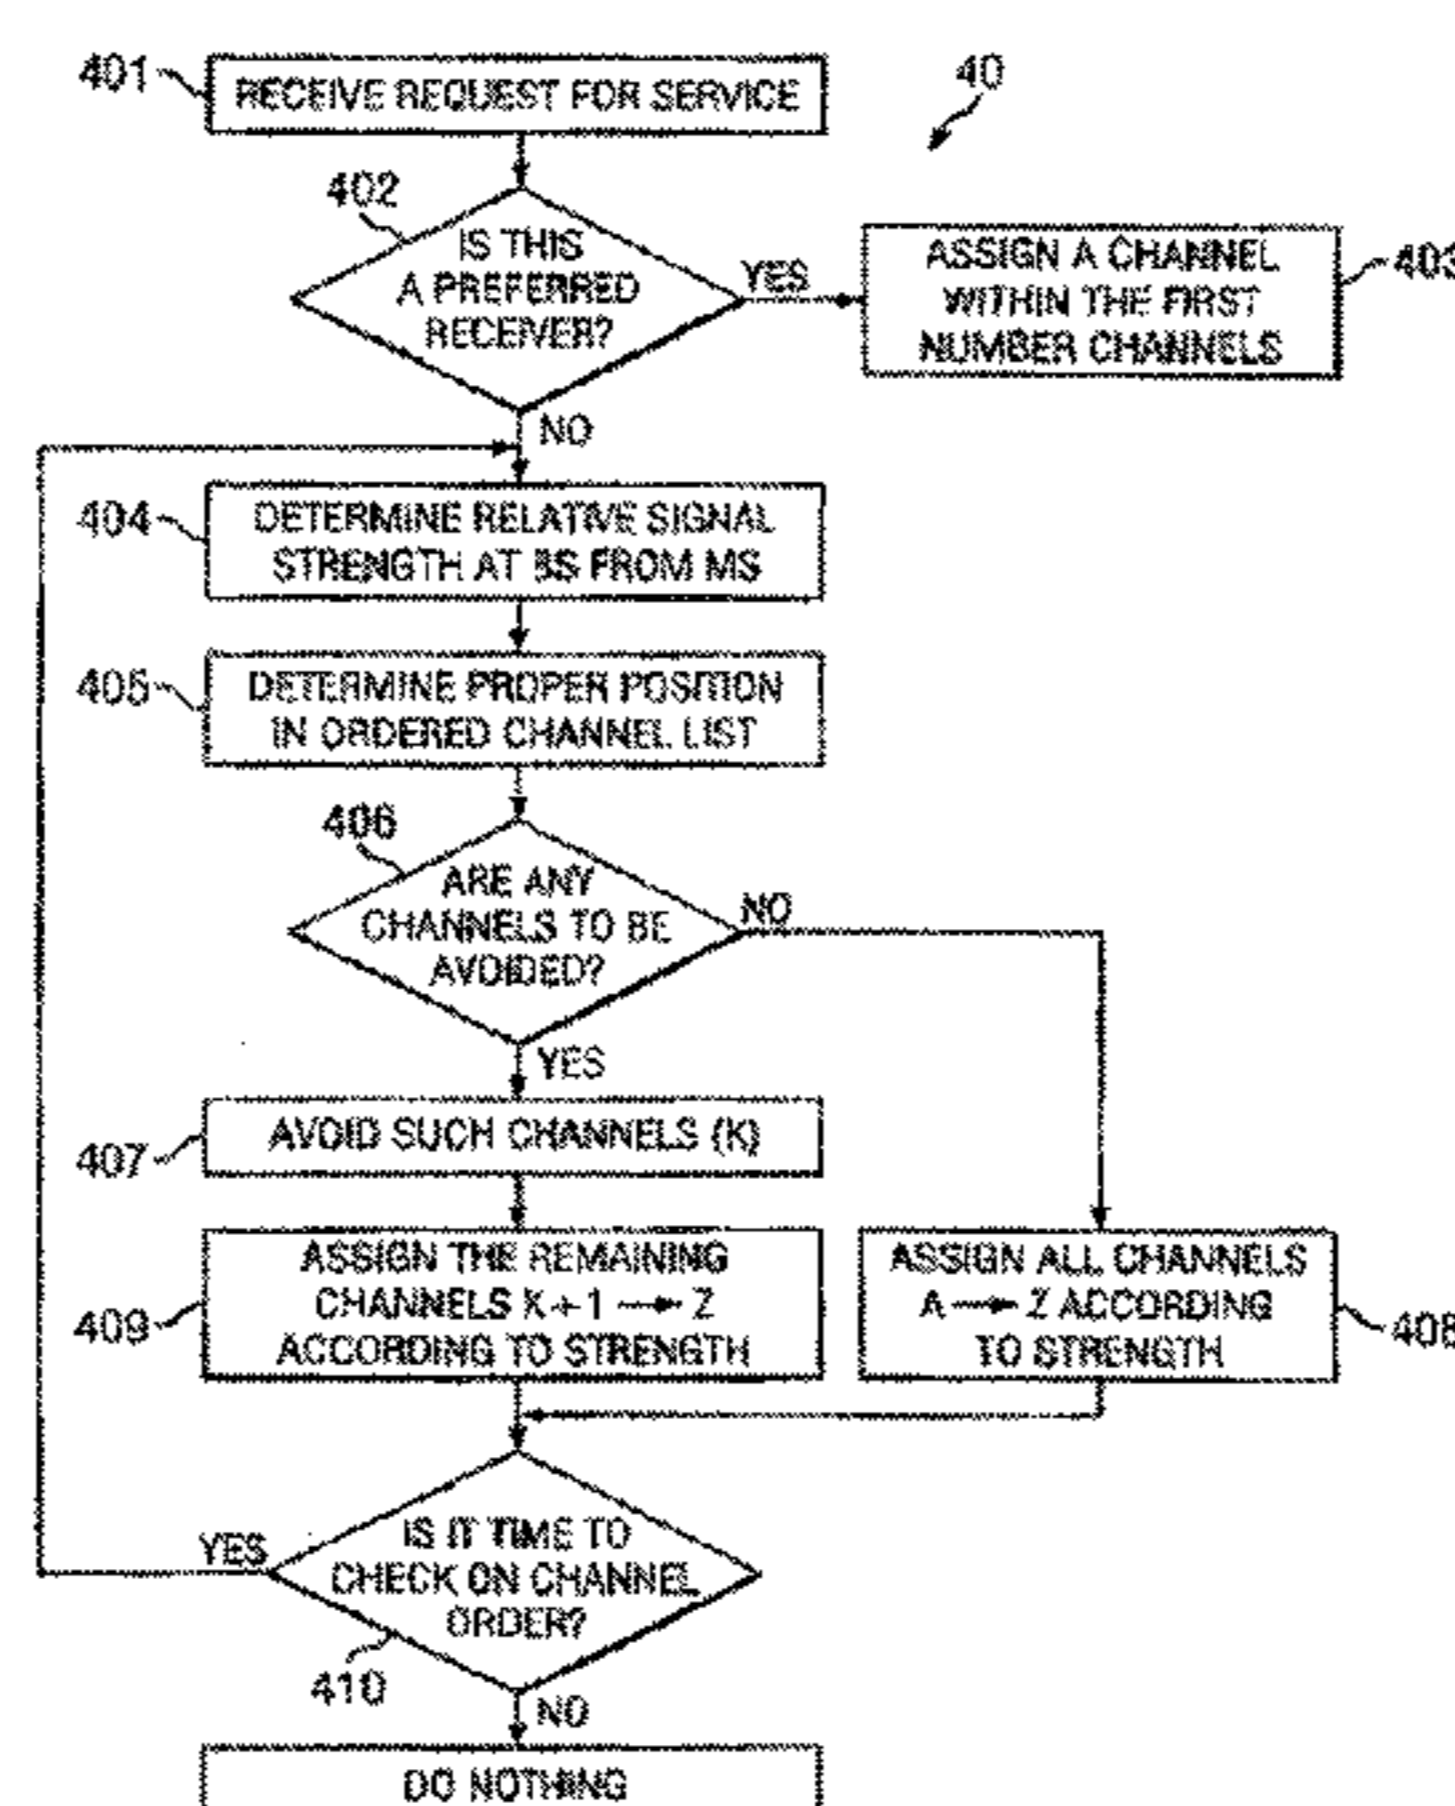 401
RECEIVE REQUEST FOR SERVICE
40
402
IS THIS
A PREFERRED
RECEIVER?
YES
ASSIGN A CHANNEL
WITHIN THE FIRST
NUMBER CHANNELS
403
NO
404
DETERMINE RELATIVE SIGNAL
STRENGTH AT BS FROM MS
405
DETERMINE PROPER POSITION
IN ORDERED CHANNEL LIST
406
ARE ANY
CHANNELS TO BE
AVOIDED?
NO
YES
407
AVOID SUCH CHANNELS (K)
409
ASSIGN THE REMAINING
CHANNELS K + 1 → Z
ACCORDING TO STRENGTH
ASSIGN ALL CHANNELS
A → Z ACCORDING
TO STRENGTH
408
YES
IS IT TIME TO
CHECK ON CHANNEL
ORDER?
410
NO
DO NOTHING